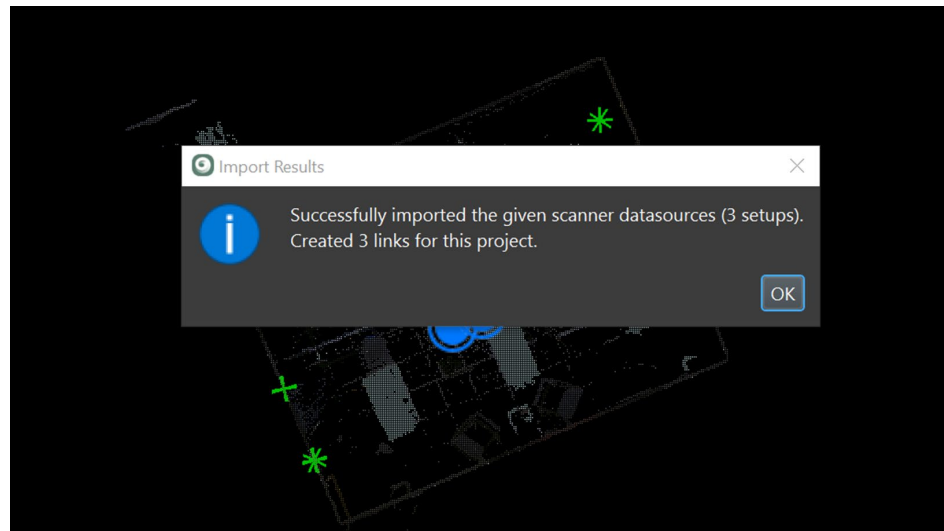 Import Results
Successfully imported the given scanner datasources (3 setups).
Created 3 links for this project.
OK